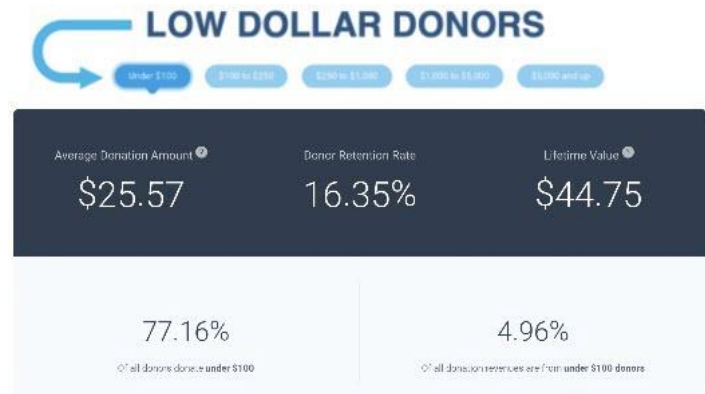 LOW DOLLAR DONORS
Under $100
$100 to $250
$250 to $1,000
$1,000 to $5,000
$5,000 and up
Average Donation Amount
Donor Retention Rate
Lifetime Value
$25.57
16.35%
$44.75
77.16%
4.96%
Of all donors donate under $100
Of all donation revenues are from under $100 donors